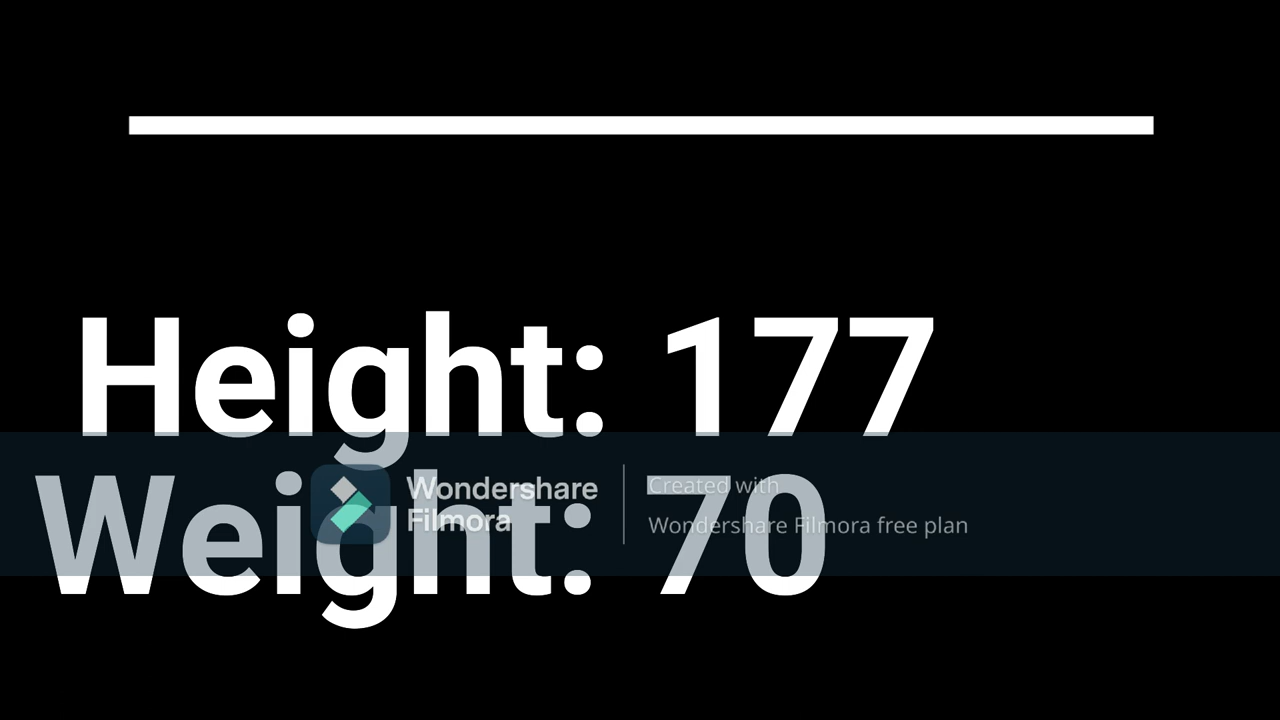 Height: 177
Weight: 70
Wondershare
Filmora
Created with
Wondershare Filmora free plan